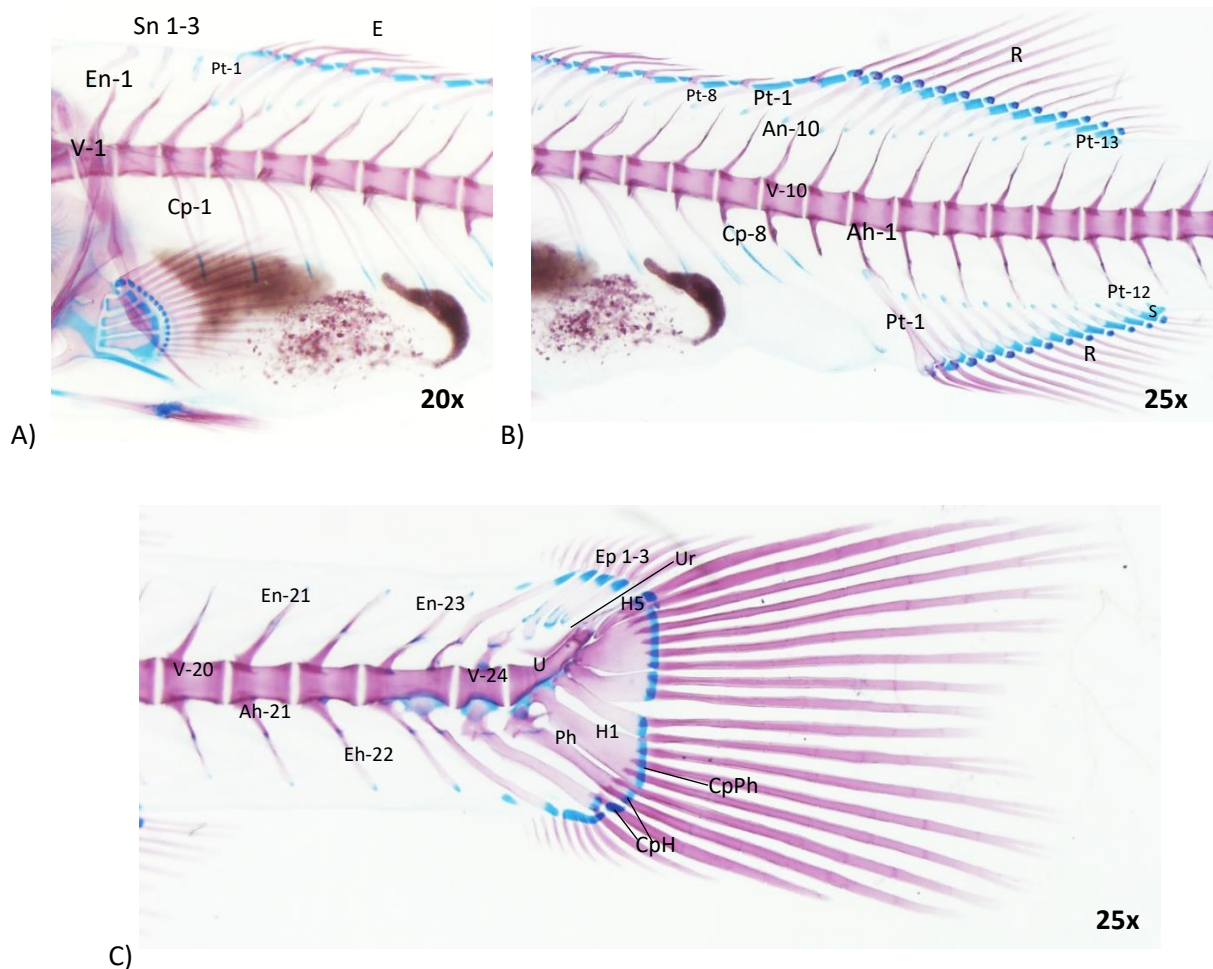 Sn 1-3
E
Pt-1
En-1
V-1
Cp-1
20x
A)
R
Pt-8
Pt-1
An-10
Pt-13
V-10
Cp-8
Ah-1
Pt-12
S
Pt-1
R
25x
B)
Ep 1-3
Ur
En-21
En-23
H5
U
V-20
V-24
Ah-21
Ph
H1
Eh-22
CpPh
CpH
25x
C)